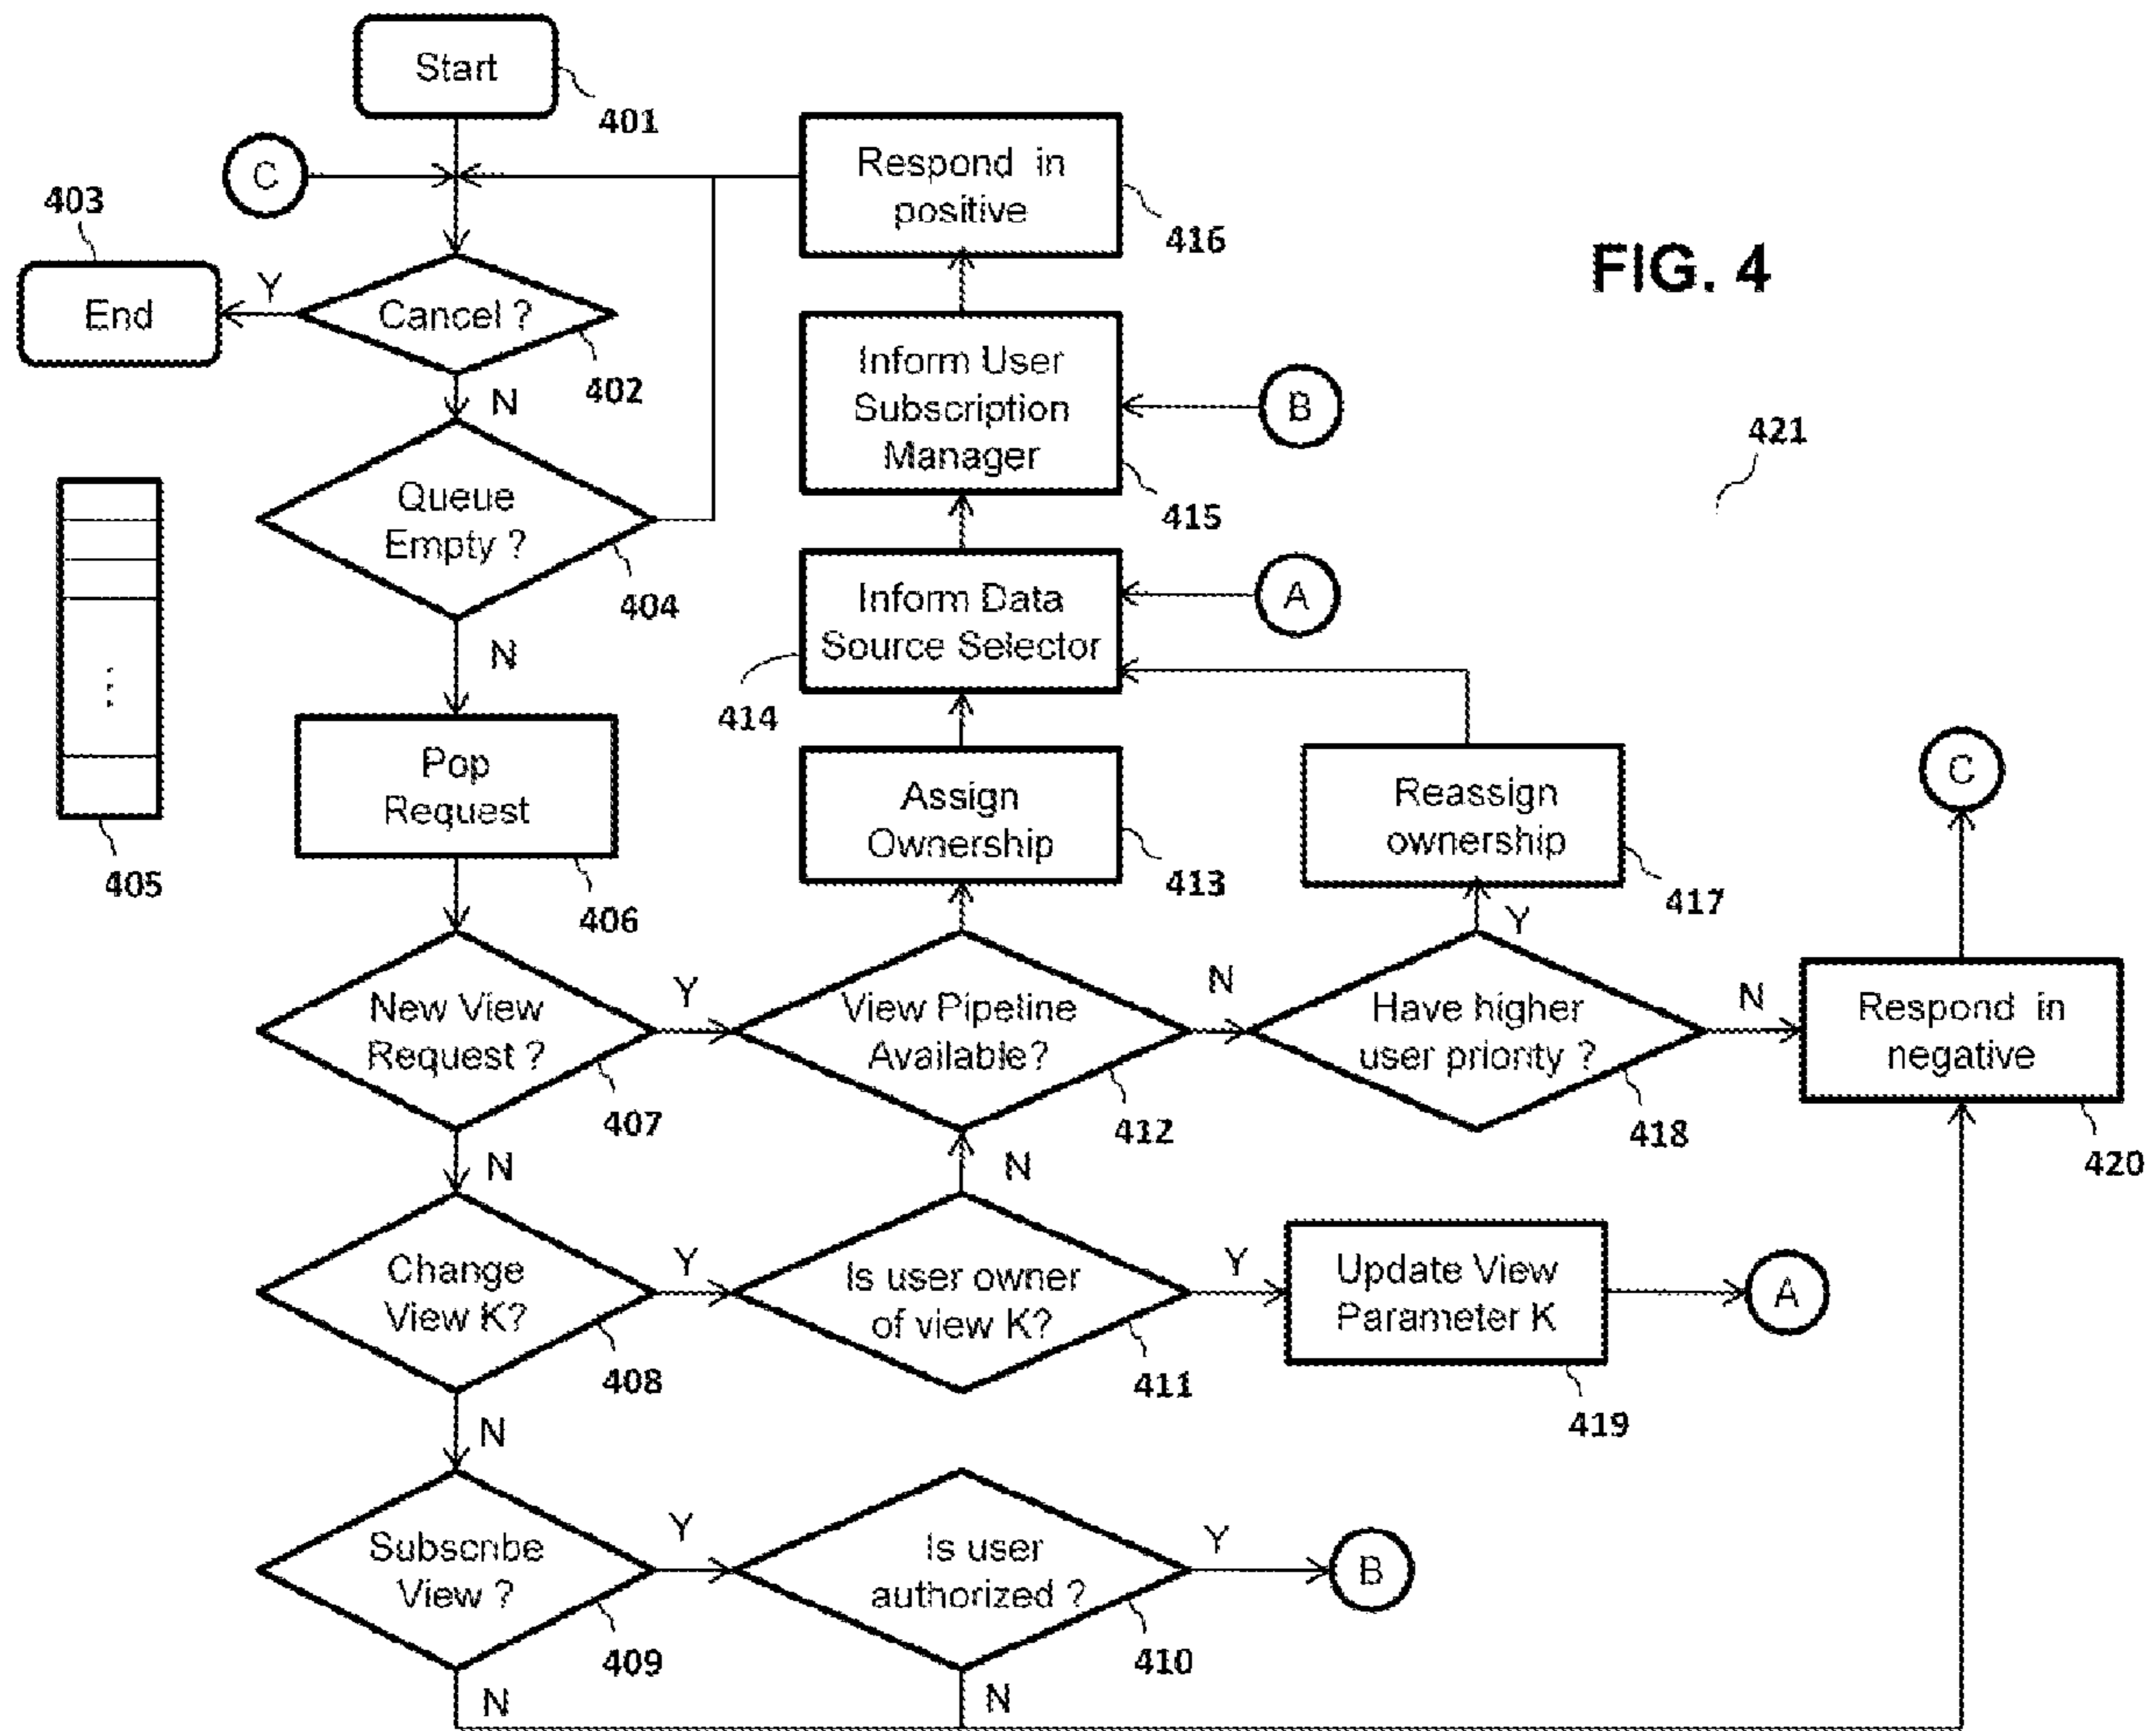 Start
401
C
Respond in
positive
416
403
End
Y
Cancel ?
402
N
FIG. 4
Inform User
Subscription
Manager
415
B
421
Queue
Empty ?
404
N
405
⋮
Inform Data
Source Selector
414
A
Pop
Request
406
Assign
Ownership
413
Reassign
ownership
417
C
New View
Request ?
407
Y
View Pipeline
Available?
412
N
Y
Have higher
user priority ?
418
N
Respond in
negative
420
N
Change
View K?
408
Y
N
Is user owner
of view K?
411
Y
Update View
Parameter K
419
A
N
Subscribe
View ?
409
Y
Is user
authorized ?
410
Y
B
N
N